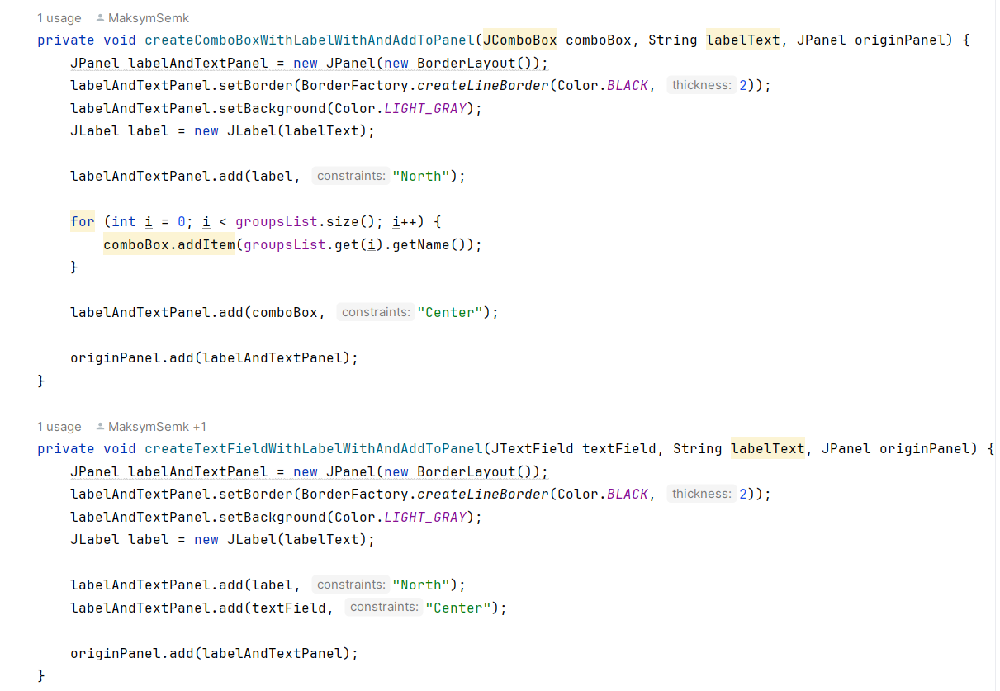 1 usage MaksymSemk
private void createComboBoxWithLabelWithAndAddToPanel(JComboBox comboBox, String labelText, JPanel originPanel) {
    JPanel labelAndTextPanel = new JPanel(new BorderLayout());
    labelAndTextPanel.setBorder(BorderFactory.createLineBorder(Color.BLACK, thickness: 2));
    labelAndTextPanel.setBackground(Color.LIGHT_GRAY);
    JLabel label = new JLabel(labelText);

    labelAndTextPanel.add(label, constraints: "North");

    for (int i = 0; i < groupsList.size(); i++) {
        comboBox.addItem(groupsList.get(i).getName());
    }

    labelAndTextPanel.add(comboBox, constraints: "Center");

    originPanel.add(labelAndTextPanel);
}

1 usage MaksymSemk +1
private void createTextFieldWithLabelWithAndAddToPanel(JTextField textField, String labelText, JPanel originPanel) {
    JPanel labelAndTextPanel = new JPanel(new BorderLayout());
    labelAndTextPanel.setBorder(BorderFactory.createLineBorder(Color.BLACK, thickness: 2));
    labelAndTextPanel.setBackground(Color.LIGHT_GRAY);
    JLabel label = new JLabel(labelText);

    labelAndTextPanel.add(label, constraints: "North");
    labelAndTextPanel.add(textField, constraints: "Center");

    originPanel.add(labelAndTextPanel);
}